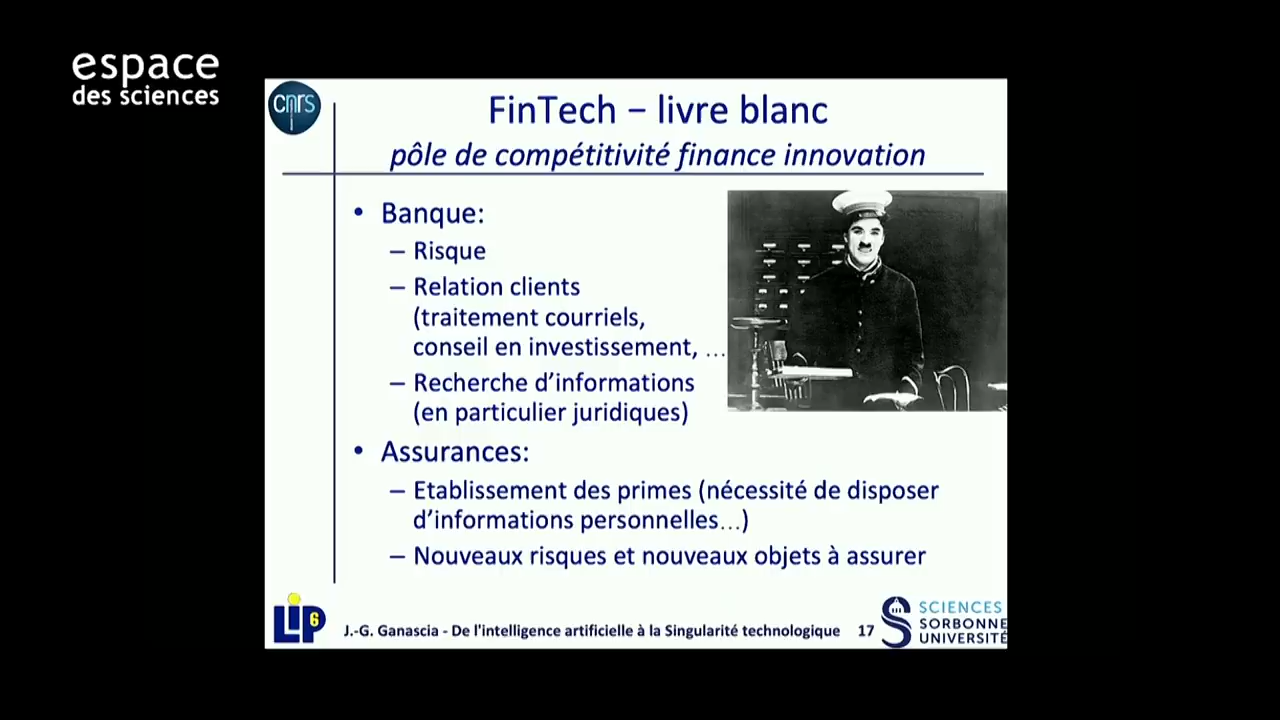 espace
des sciences
cnrs
FinTech – livre blanc
pôle de compétitivité finance innovation
• Banque:
– Risque
– Relation clients
(traitement courriels,
conseil en investissement, …
– Recherche d’informations
(en particulier juridiques)
• Assurances:
– Etablissement des primes (nécessité de disposer
d’informations personnelles…)
– Nouveaux risques et nouveaux objets à assurer
LIP6
J.-G. Ganascia - De l'intelligence artificielle à la Singularité technologique 17
SCIENCES
SORBONNE
UNIVERSITÉ